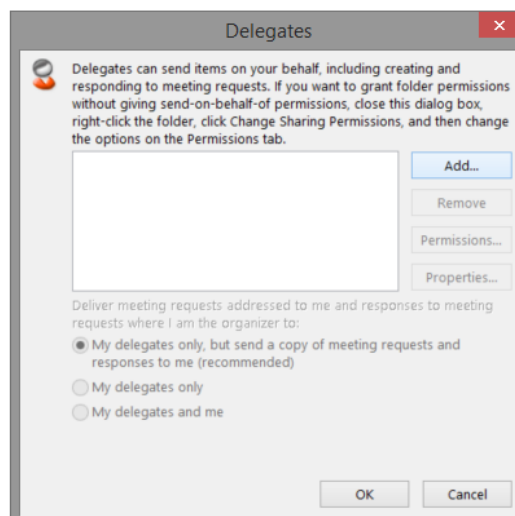 Delegates
Delegates can send items on your behalf, including creating and
responding to meeting requests. If you want to grant folder permissions
without giving send-on-behalf-of permissions, close this dialog box,
right-click the folder, click Change Sharing Permissions, and then change
the options on the Permissions tab.
Add...
Remove
Permissions...
Properties...
Deliver meeting requests addressed to me and responses to meeting
requests where I am the organizer to:
My delegates only, but send a copy of meeting requests and
responses to me (recommended)
My delegates only
My delegates and me
OK
Cancel